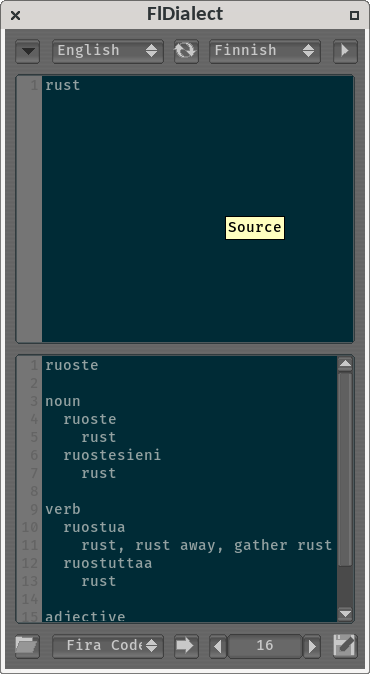 FlDialect
English Finnish
1 rust
Source
1 ruoste
2
3 noun
4 ruoste
5 rust
6 ruostesieni
7 rust
8
9 verb
10 ruostua
11 rust, rust away, gather rust
12 ruostuttaa
13 rust
14
15 adjective
Fira Code 16